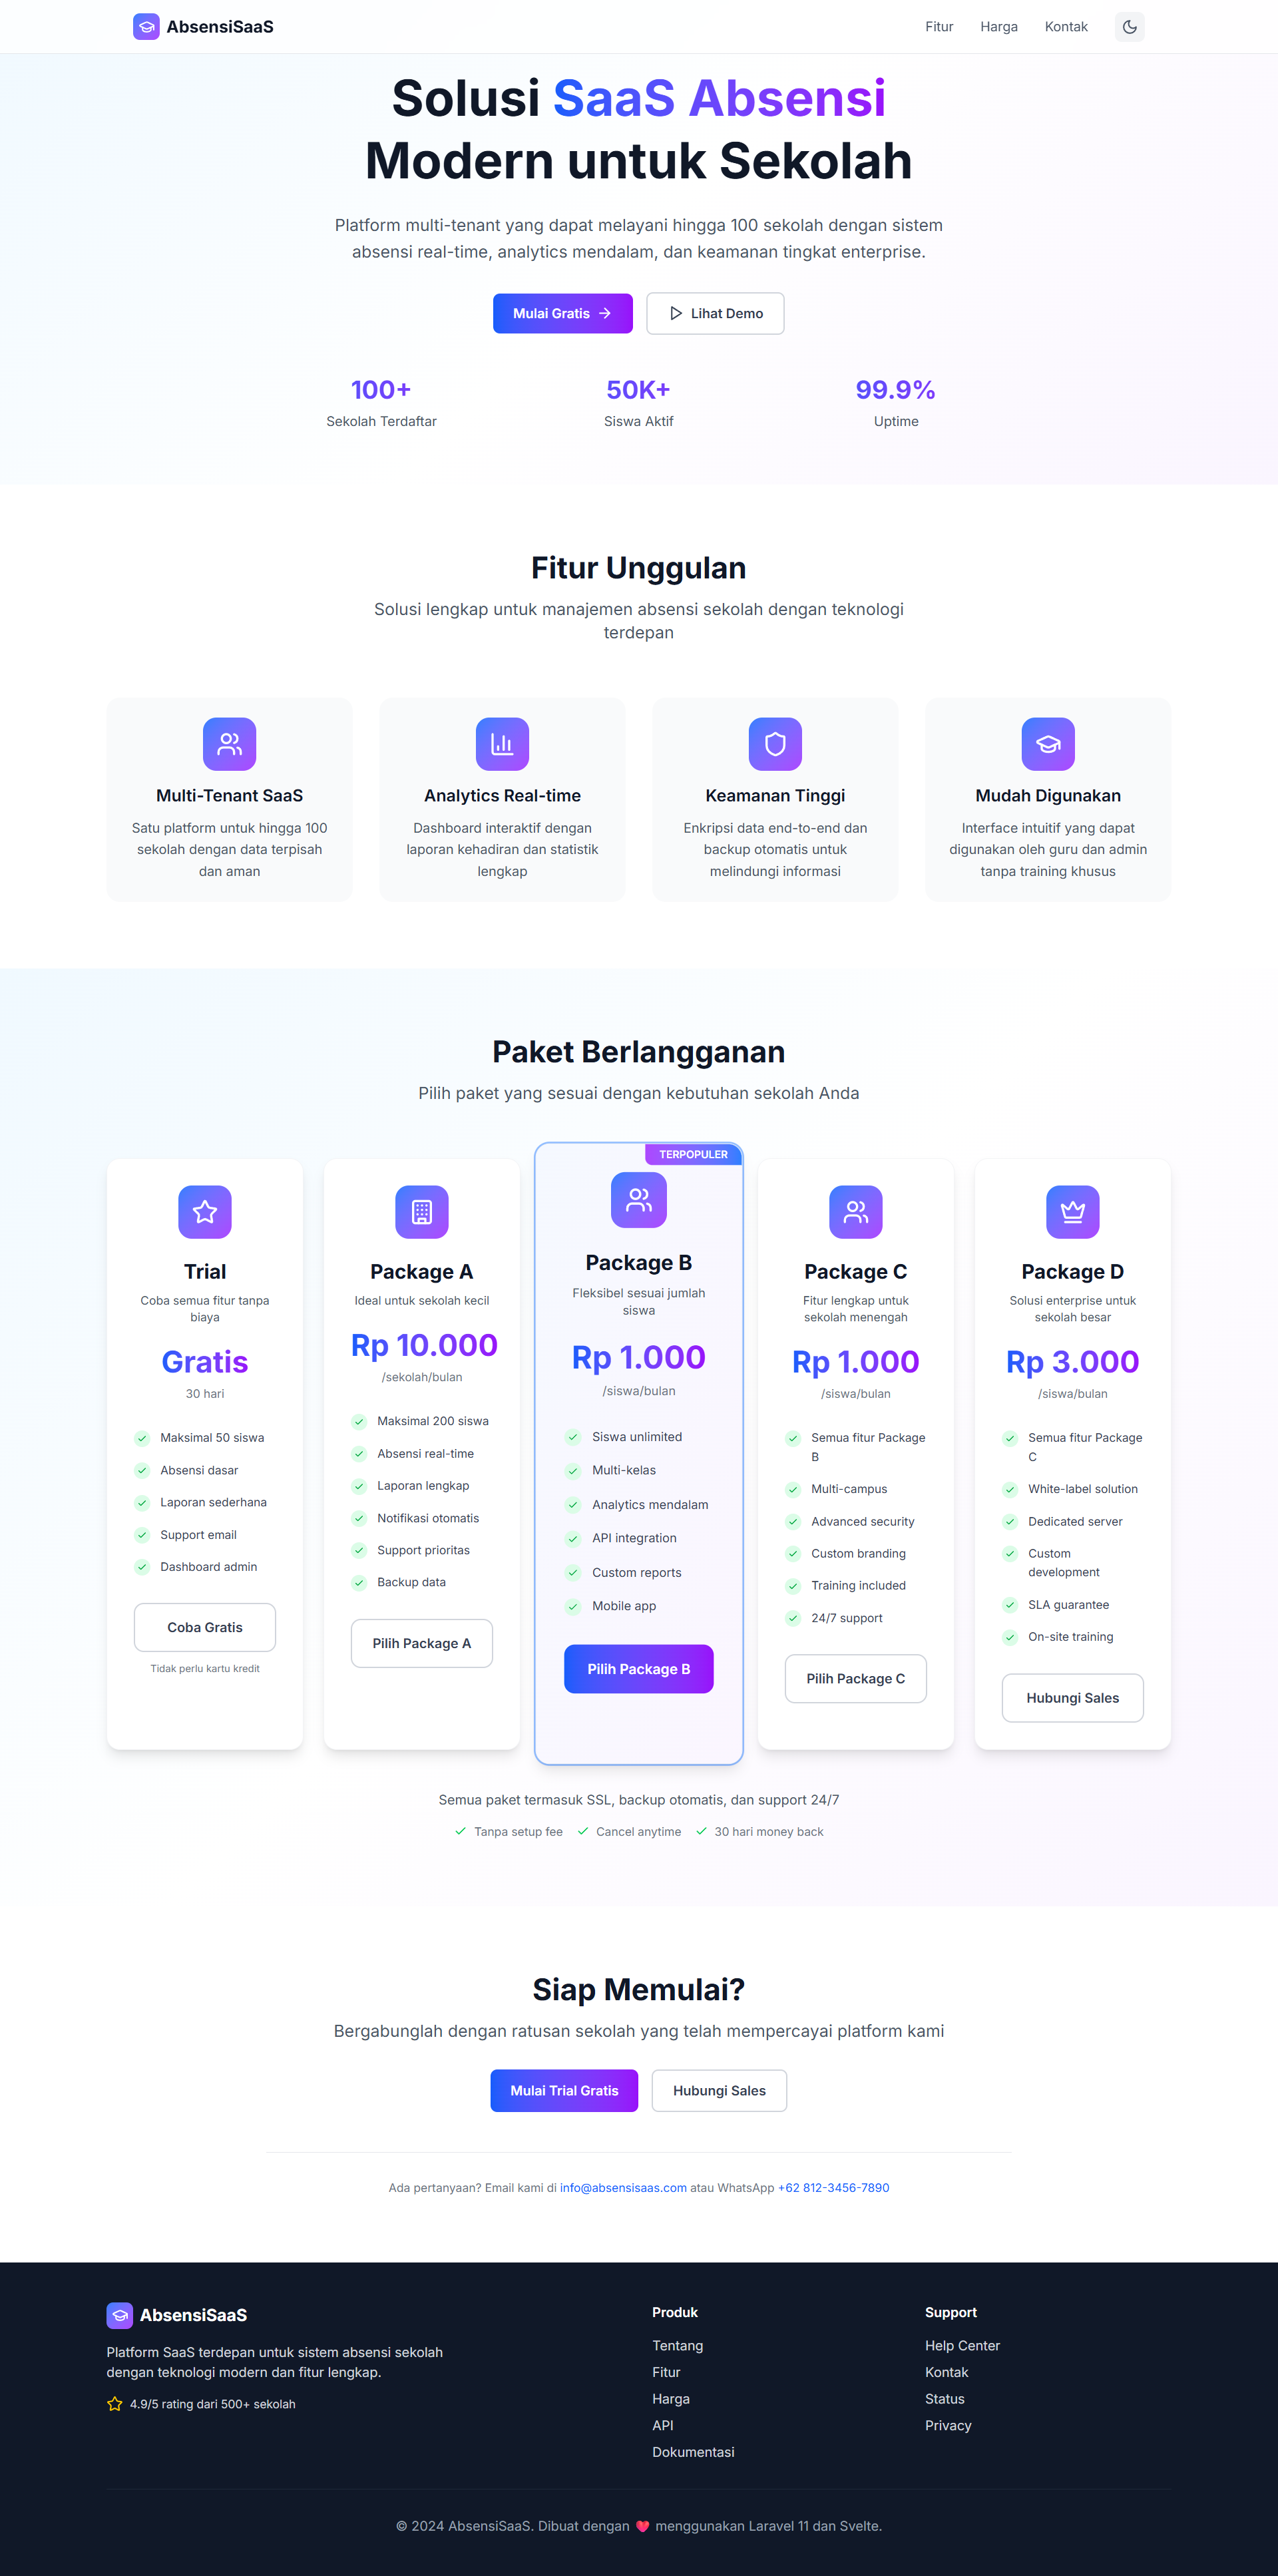 AbsensiSaaS
Fitur
Harga
Kontak
Solusi SaaS Absensi
Modern untuk Sekolah
Platform multi-tenant yang dapat melayani hingga 100 sekolah dengan sistem
absensi real-time, analytics mendalam, dan keamanan tingkat enterprise.
Mulai Gratis
Lihat Demo
100+
Sekolah Terdaftar
50K+
Siswa Aktif
99.9%
Uptime
Fitur Unggulan
Solusi lengkap untuk manajemen absensi sekolah dengan teknologi
terdepan
Multi-Tenant SaaS
Satu platform untuk hingga 100
sekolah dengan data terpisah
dan aman
Analytics Real-time
Dashboard interaktif dengan
laporan kehadiran dan statistik
lengkap
Keamanan Tinggi
Enkripsi data end-to-end dan
backup otomatis untuk
melindungi informasi
Mudah Digunakan
Interface intuitif yang dapat
digunakan oleh guru dan admin
tanpa training khusus
Paket Berlangganan
Pilih paket yang sesuai dengan kebutuhan sekolah Anda
Trial
Coba semua fitur tanpa
biaya
Gratis
30 hari
Maksimal 50 siswa
Absensi dasar
Laporan sederhana
Support email
Dashboard admin
Coba Gratis
Tidak perlu kartu kredit
Package A
Ideal untuk sekolah kecil
Rp 10.000
/sekolah/bulan
Maksimal 200 siswa
Absensi real-time
Laporan lengkap
Notifikasi otomatis
Support prioritas
Backup data
Pilih Package A
TERPOPULER
Package B
Fleksibel sesuai jumlah
siswa
Rp 1.000
/siswa/bulan
Siswa unlimited
Multi-kelas
Analytics mendalam
API integration
Custom reports
Mobile app
Pilih Package B
Package C
Fitur lengkap untuk
sekolah menengah
Rp 1.000
/siswa/bulan
Semua fitur Package
B
Multi-campus
Advanced security
Custom branding
Training included
24/7 support
Pilih Package C
Package D
Solusi enterprise untuk
sekolah besar
Rp 3.000
/siswa/bulan
Semua fitur Package
C
White-label solution
Dedicated server
Custom
development
SLA guarantee
On-site training
Hubungi Sales
Semua paket termasuk SSL, backup otomatis, dan support 24/7
Tanpa setup fee
Cancel anytime
30 hari money back
Siap Memulai?
Bergabunglah dengan ratusan sekolah yang telah mempercayai platform kami
Mulai Trial Gratis
Hubungi Sales
Ada pertanyaan? Email kami di info@absensisaas.com atau WhatsApp +62 812-3456-7890
AbsensiSaaS
Platform SaaS terdepan untuk sistem absensi sekolah
dengan teknologi modern dan fitur lengkap.
4.9/5 rating dari 500+ sekolah
Produk
Tentang
Fitur
Harga
API
Dokumentasi
Support
Help Center
Kontak
Status
Privacy
© 2024 AbsensiSaaS. Dibuat dengan ❤️ menggunakan Laravel 11 dan Svelte.